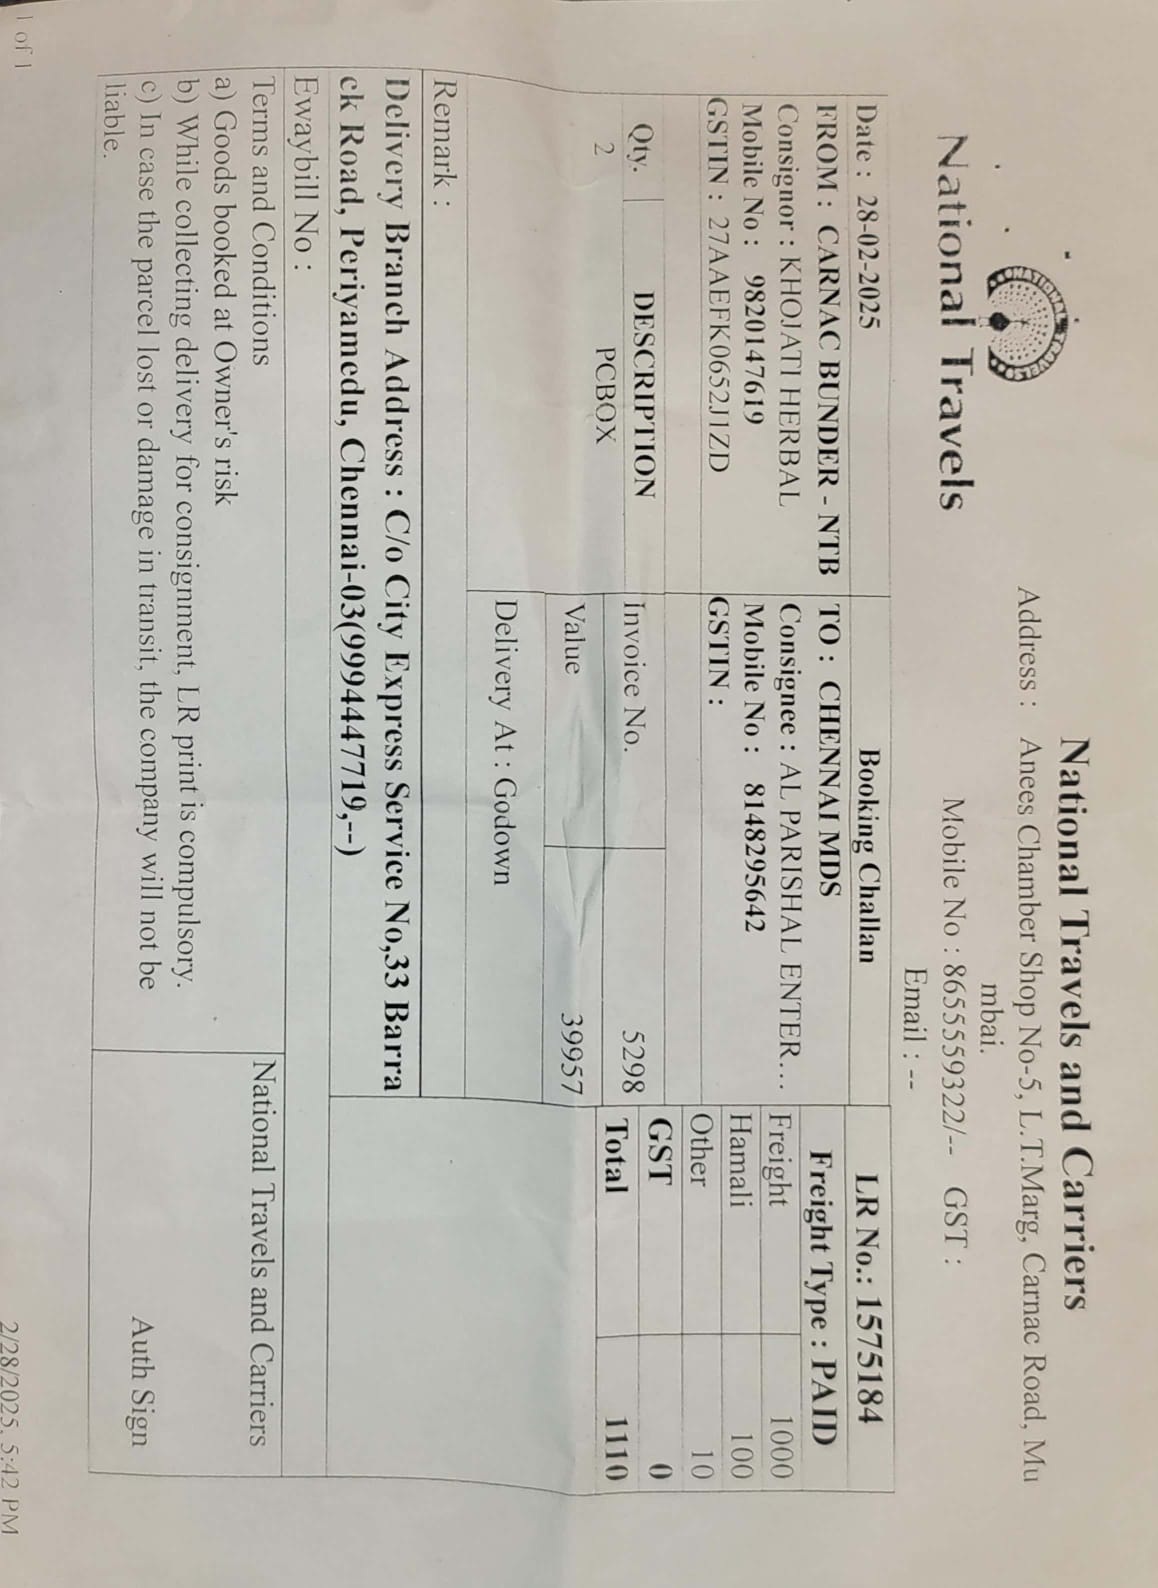 National Travels and Carriers
NATIONAL TRAVELS
National Travels
Address : Anees Chamber Shop No-5, L.T.Marg, Carnac Road, Mu
mbai.
Mobile No : 8655559322/-- GST :
Email : --
Booking Challan
LR No.: 1575184
Date : 28-02-2025
Freight Type : PAID
FROM : CARNAC BUNDER - NTB
TO : CHENNAI MDS
Consignor : KHOJATI HERBAL
Consignee : AL PARISHAL ENTER...
Freight 1000
Mobile No : 9820147619
Mobile No : 8148295642
Hamali 100
GSTIN : 27AAEFK0652J1ZD
GSTIN :
Other 10
GST 0
Qty. DESCRIPTION
Invoice No. 5298
Total 1110
2 PCBOX
Value 39957
Delivery At : Godown
Remark :
Delivery Branch Address : C/o City Express Service No,33 Barra
ck Road, Periyamedu, Chennai-03(9994447719,--)
Ewaybill No :
Terms and Conditions
a) Goods booked at Owner's risk
b) While collecting delivery for consignment, LR print is compulsory.
c) In case the parcel lost or damage in transit, the company will not be
liable.
National Travels and Carriers
Auth Sign
1 of 1
2/28/2025, 5:42 PM